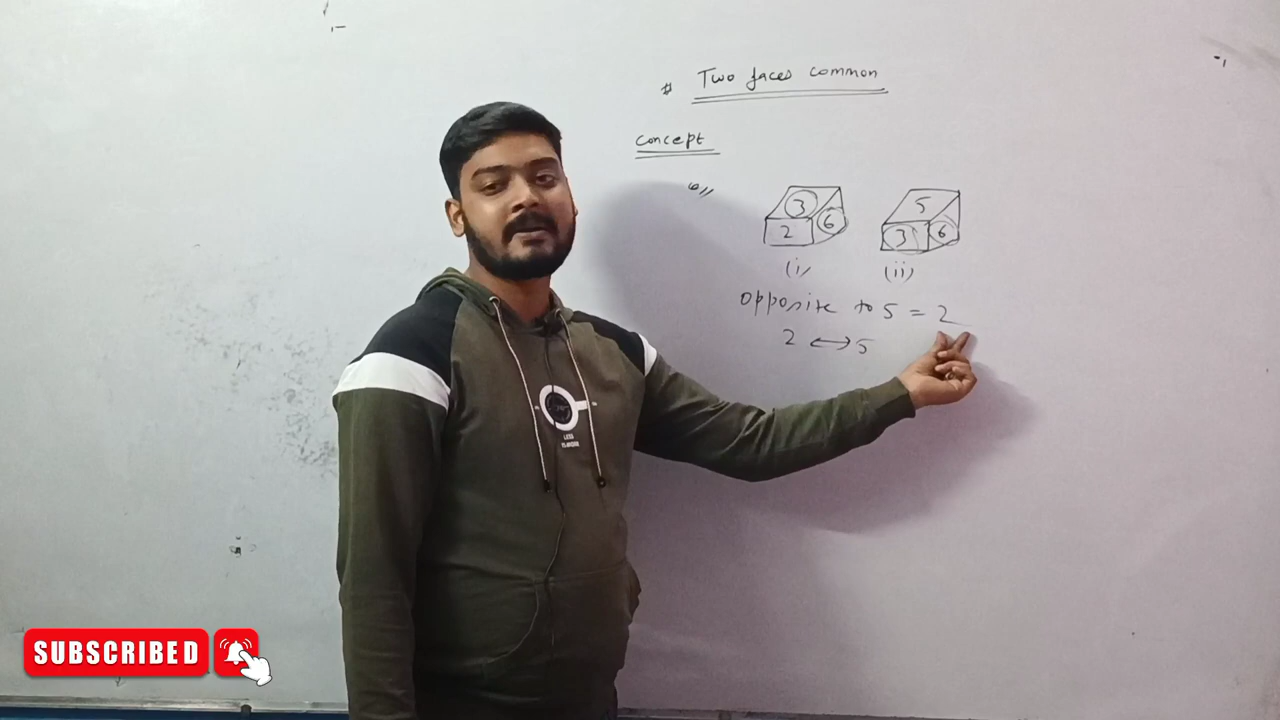 # Two faces common
concept
3 2 6
5 3 6
(i) (ii)
opposite to 5 = 2
2 ↔ 5
SUBSCRIBED